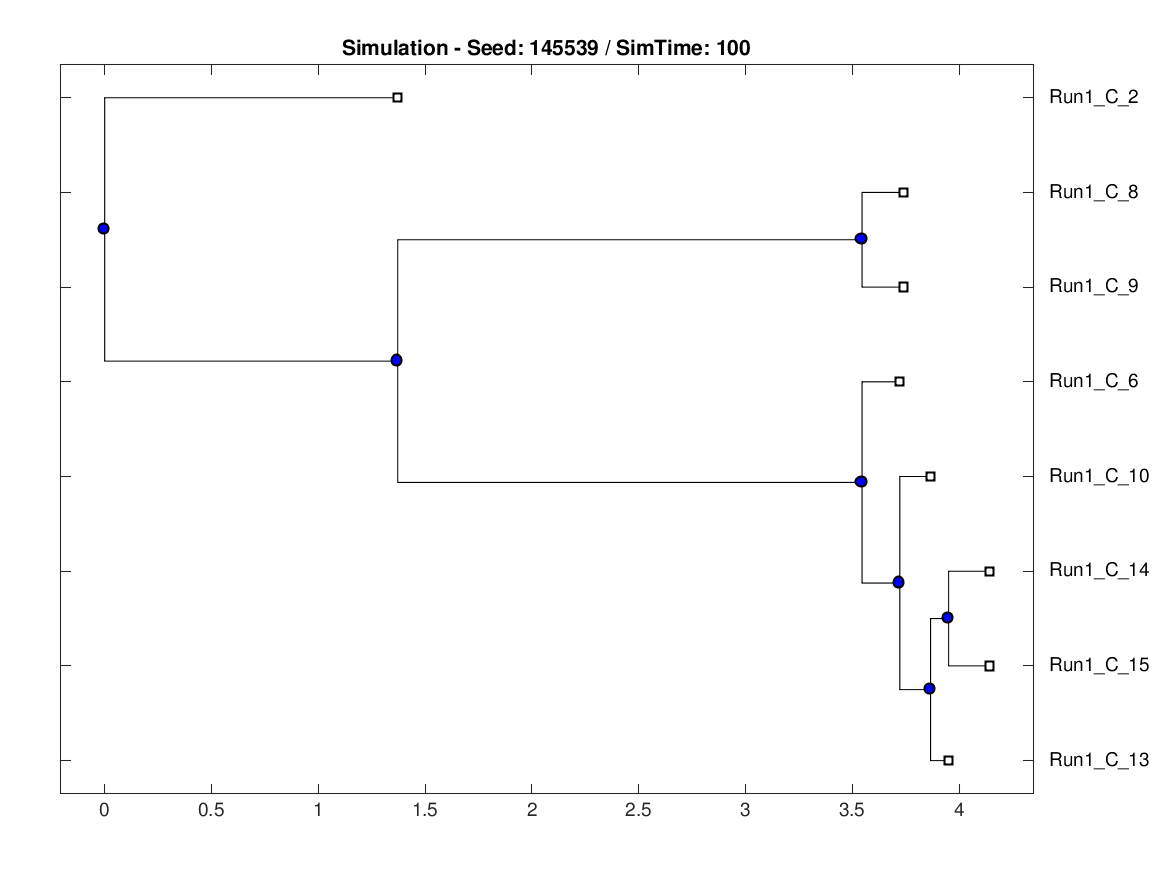 Simulation - Seed: 145539 / SimTime: 100
Run1_C_2
Run1_C_8
Run1_C_9
Run1_C_6
Run1_C_10
Run1_C_14
Run1_C_15
Run1_C_13
0 0.5 1 1.5 2 2.5 3 3.5 4